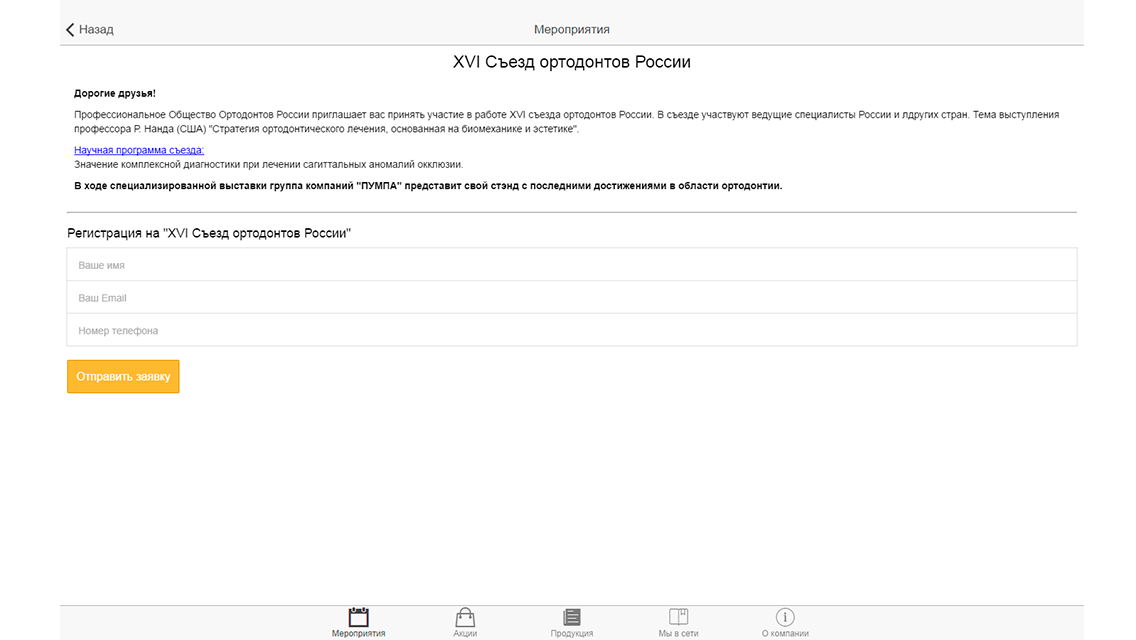 Назад
Мероприятия
XVI Съезд ортодонтов России
Дорогие друзья!
Профессиональное Общество Ортодонтов России приглашает вас принять участие в работе XVI съезда ортодонтов России. В съезде участвуют ведущие специалисты России и лдругих стран. Тема выступления
профессора Р. Нанда (США) "Стратегия ортодонтического лечения, основанная на биомеханике и эстетике".
Научная программа съезда:
Значение комплексной диагностики при лечении сагиттальных аномалий окклюзии.
В ходе специализированной выставки группа компаний "ПУМПА" представит свой стэнд с последними достижениями в области ортодонтии.
Регистрация на "XVI Съезд ортодонтов России"
Ваше имя
Ваш Email
Номер телефона
Отправить заявку
Мероприятия
Акции
Продукция
Мы в сети
О компании